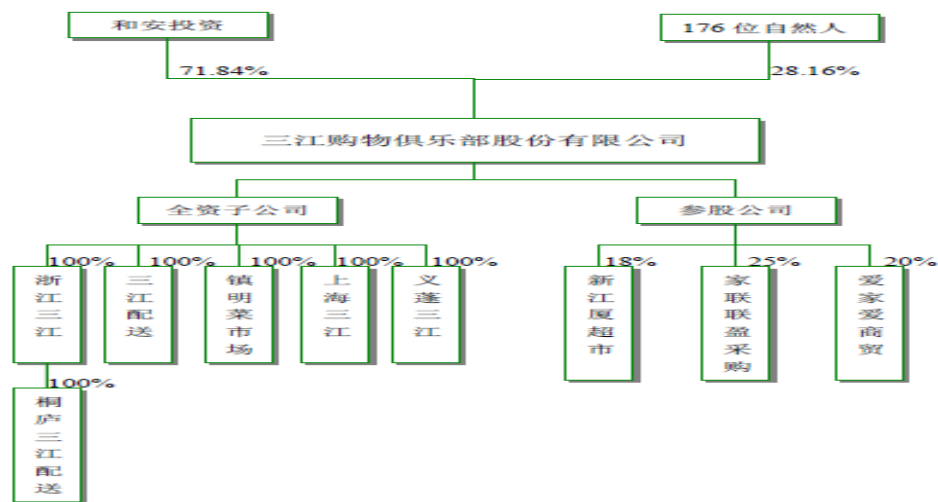 和安投资
176 位自然人
71.84%
28.16%
三江购物俱乐部股份有限公司
全资子公司
参股公司
100%
100%
100%
100%
100%
18%
25%
20%
浙江三江
三江配送
镇明菜市场
上海三江
义蓬三江
新江厦超市
家联联盈采购
爱家爱商贸
100%
桐庐三江配送